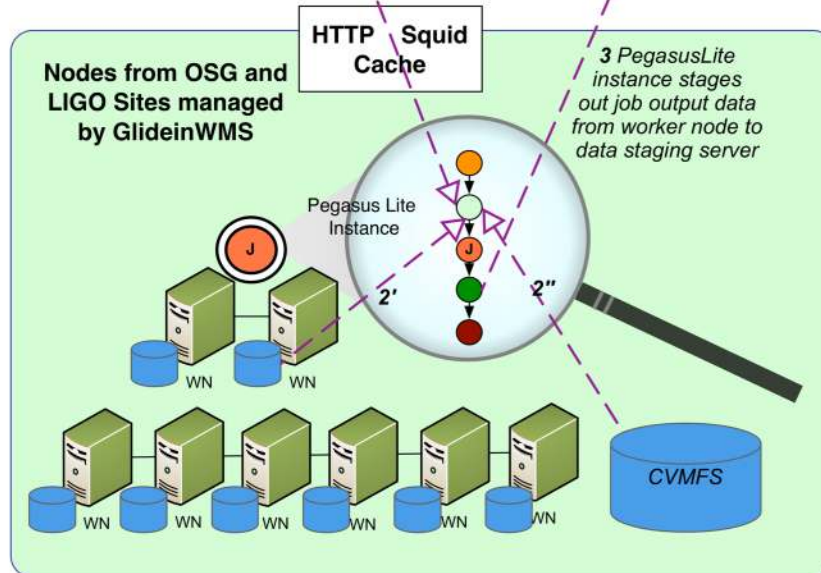 HTTP Squid
Cache
Nodes from OSG and
LIGO Sites managed
by GlideinWMS
3 PegasusLite
instance stages
out job output data
from worker node to
data staging server
Pegasus Lite
Instance
J
J
2'
2"
WN
WN
CVMFS
WN
WN
WN
WN
WN
WN